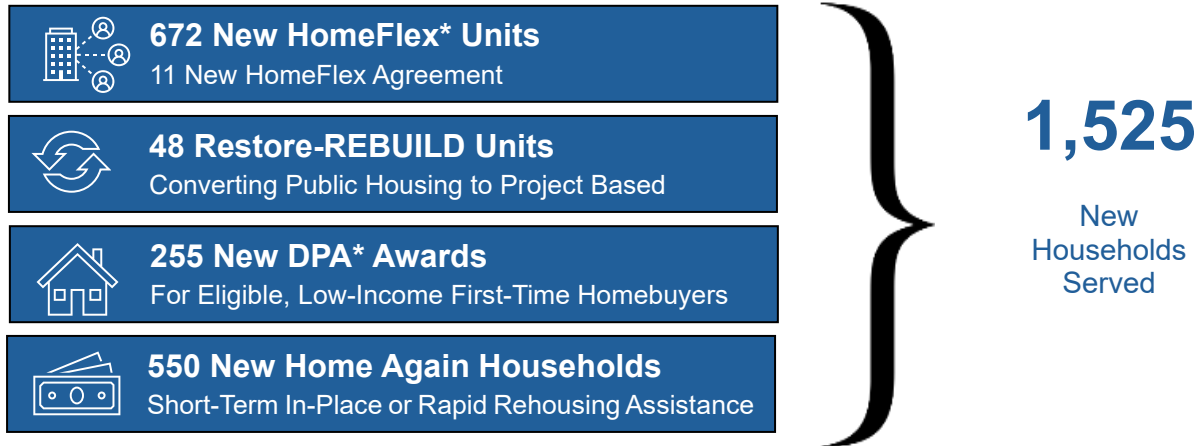 672 New HomeFlex* Units
11 New HomeFlex Agreement
48 Restore-REBUILD Units
Converting Public Housing to Project Based
255 New DPA* Awards
For Eligible, Low-Income First-Time Homebuyers
550 New Home Again Households
Short-Term In-Place or Rapid Rehousing Assistance
1,525
New
Households
Served